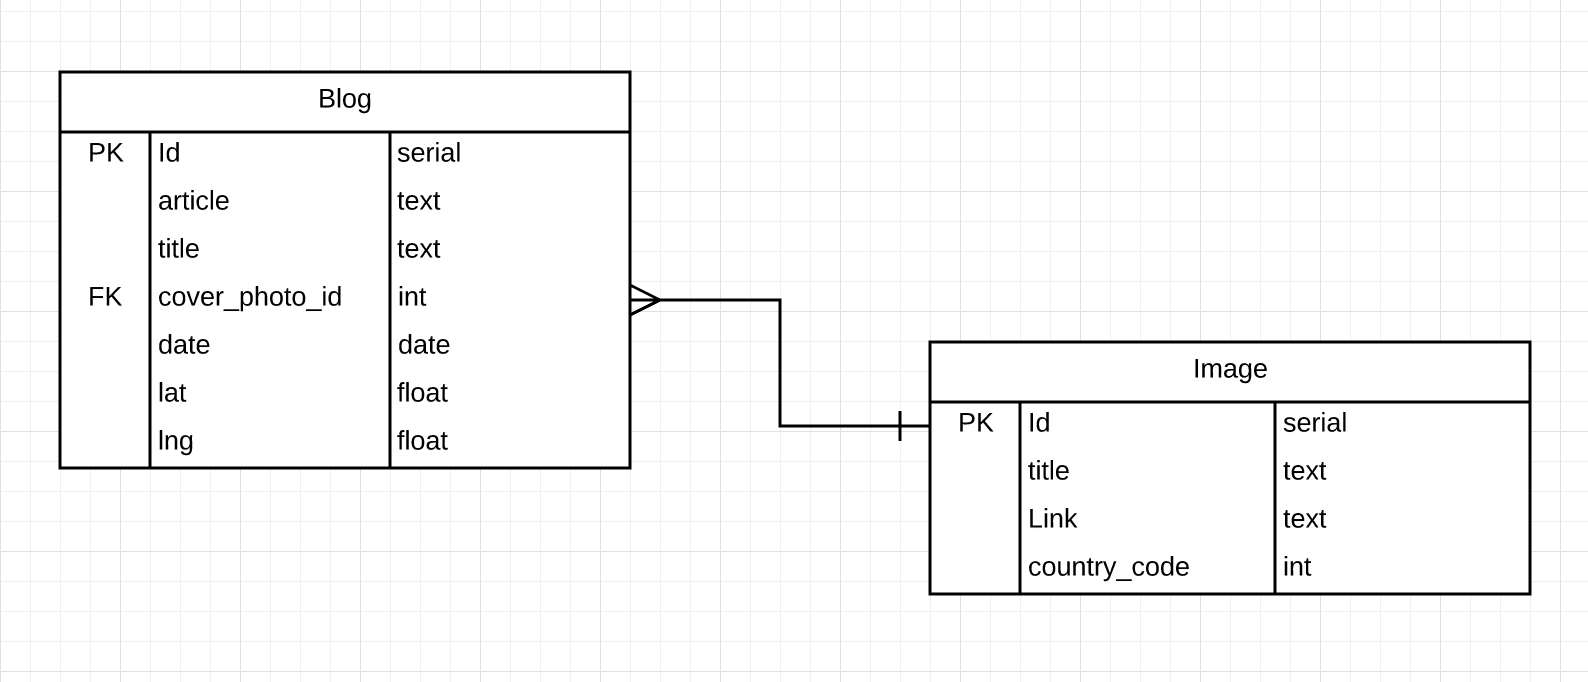 Blog
PK Id serial
article text
title text
FK cover_photo_id int
date date
lat float
lng float
Image
PK Id serial
title text
Link text
country_code int